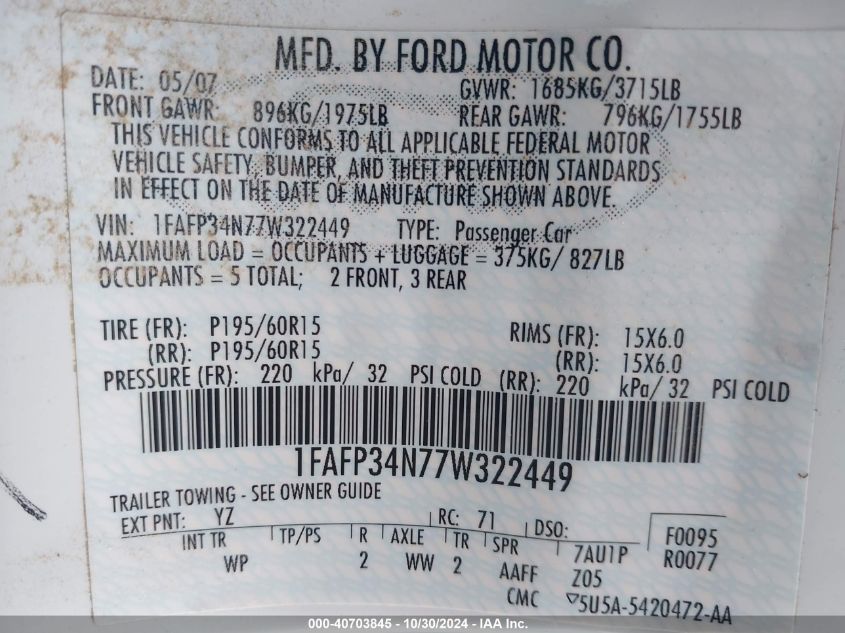 MFD. BY FORD MOTOR CO.
DATE: 05/07 GVWR: 1685KG/3715LB
FRONT GAWR: 896KG/1975LB REAR GAWR: 796KG/1755LB
THIS VEHICLE CONFORMS TO ALL APPLICABLE FEDERAL MOTOR
VEHICLE SAFETY, BUMPER, AND THEFT PREVENTION STANDARDS
IN EFFECT ON THE DATE OF MANUFACTURE SHOWN ABOVE.
VIN: 1FAFP34N77W322449 TYPE: Passenger Car
MAXIMUM LOAD = OCCUPANTS + LUGGAGE = 375KG/ 827LB
OCCUPANTS = 5 TOTAL; 2 FRONT, 3 REAR
TIRE (FR): P195/60R15 RIMS (FR): 15X6.0
(RR): P195/60R15 (RR): 15X6.0
PRESSURE (FR): 220 kPa/ 32 PSI COLD (RR): 220 kPa/ 32 PSI COLD
1FAFP34N77W322449
TRAILER TOWING - SEE OWNER GUIDE
EXT PNT: YZ RC: 71 DSO: F0095
INT TR TP/PS R AXLE TR SPR 7AU1P R0077
WP 2 WW 2 AAFF Z05
CMC ▽5U5A-5420472-AA
000-40703845 - 10/30/2024 - IAA Inc.